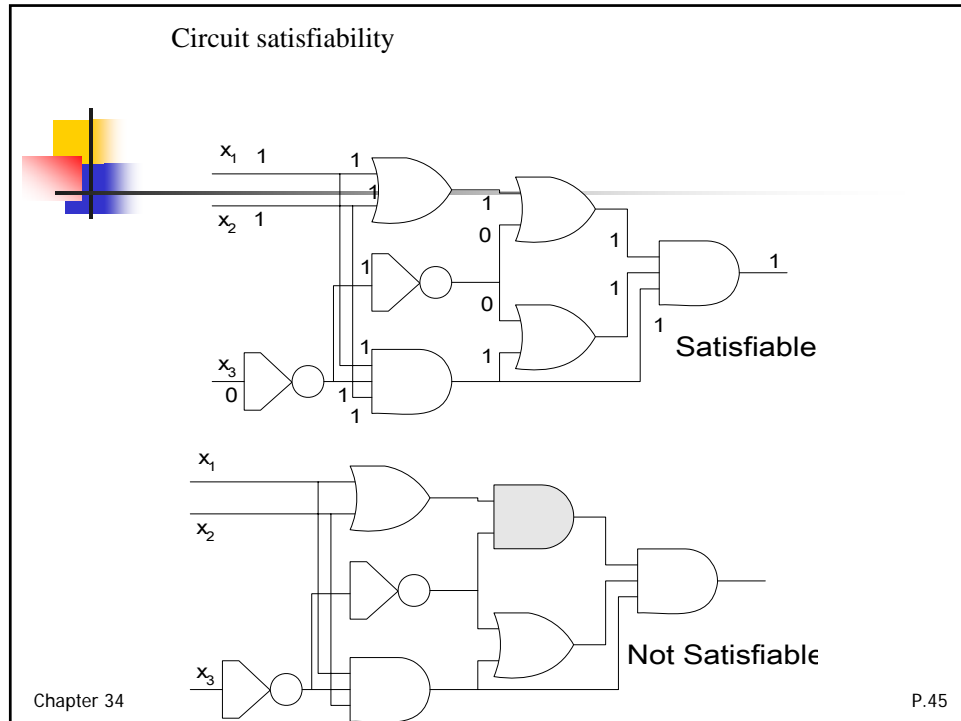 Circuit satisfiability
x1 1 1
1
x2 1 1
0
1 1
1
1
0
1
Satisfiable
1 1
x3
0 1
1
x1
x2
Not Satisfiable
x3
Chapter 34 P.45